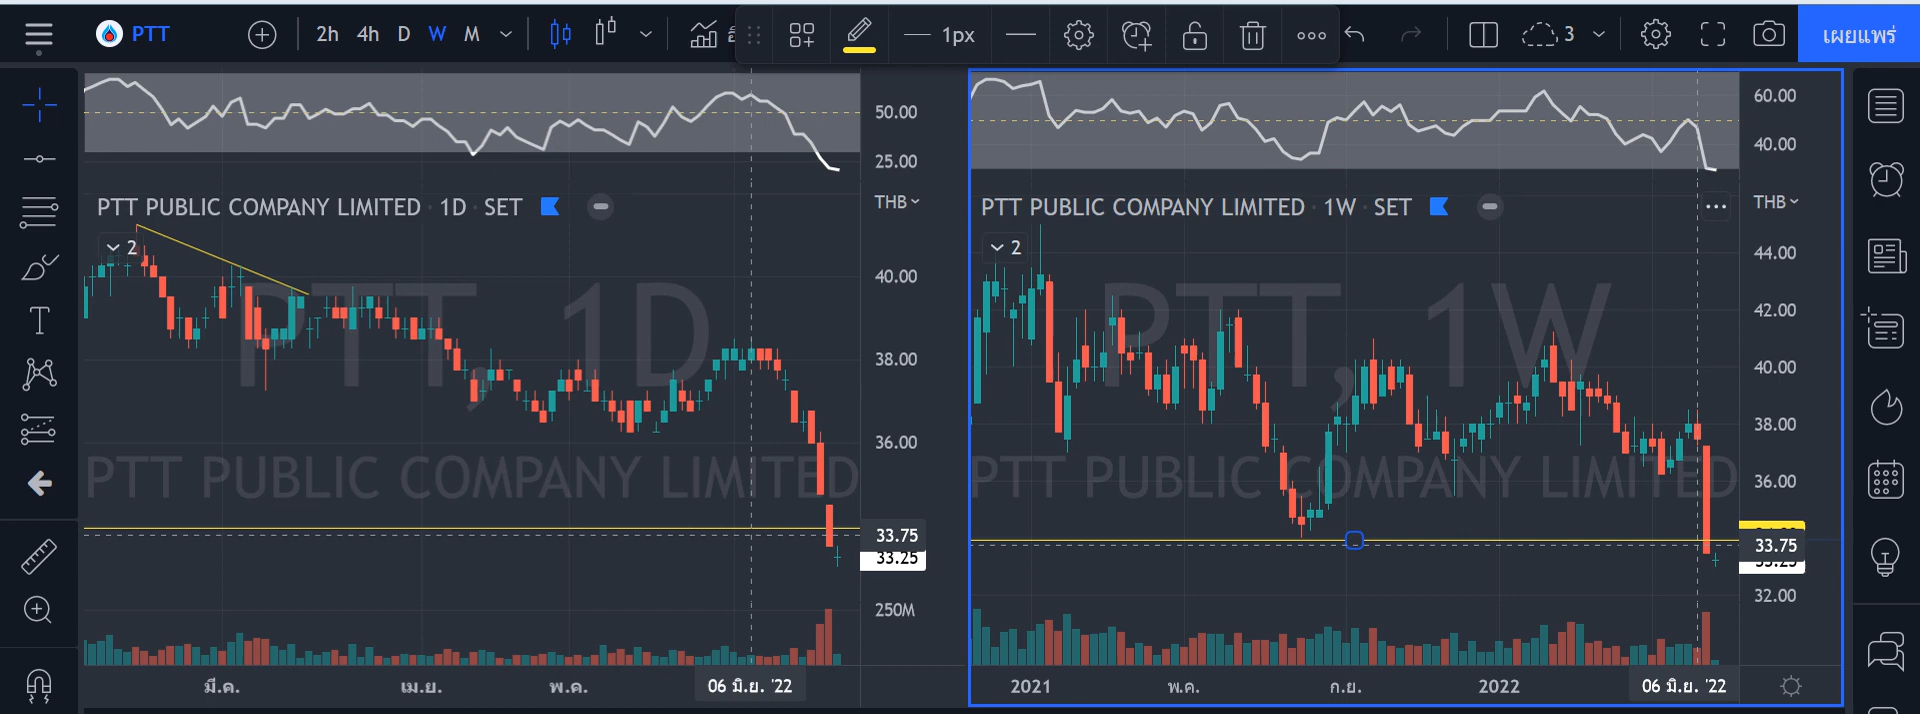 PTT
2h 4h D W M
อิ
1px
3
เผยแพร่
50.00
25.00
PTT PUBLIC COMPANY LIMITED · 1D · SET
THB
2
40.00
38.00
36.00
33.75
33.25
250M
PTT, 1D
PTT PUBLIC COMPANY LIMITED
มี.ค. เม.ย. พ.ค. 06 มิ.ย. '22
60.00
40.00
PTT PUBLIC COMPANY LIMITED · 1W · SET
THB
2
44.00
42.00
40.00
38.00
36.00
33.75
33.25
32.00
PTT, 1W
PTT PUBLIC COMPANY LIMITED
2021 พ.ค. ก.ย. 2022 06 มิ.ย. '22